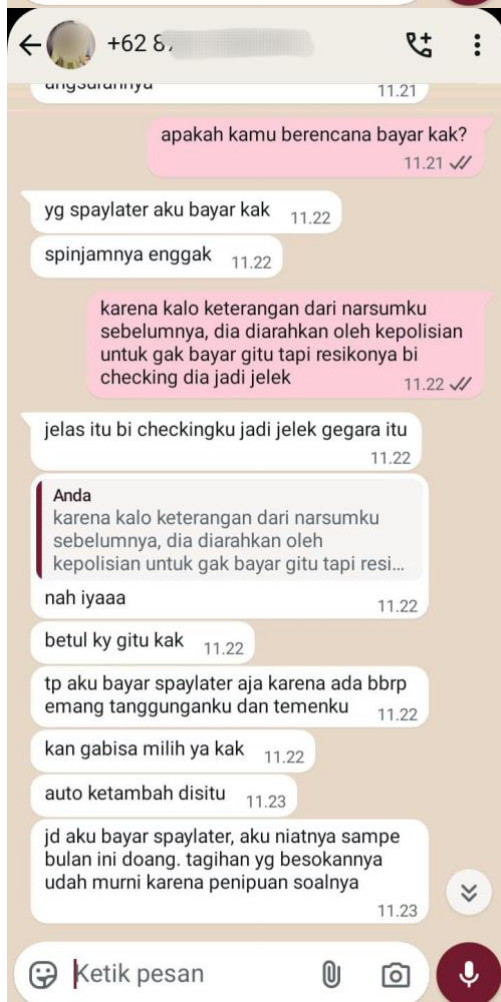 +62 8
angsurannya
11.21
apakah kamu berencana bayar kak?
11.21
yg spaylater aku bayar kak 11.22
spinjamnya enggak 11.22
karena kalo keterangan dari narsumku
sebelumnya, dia diarahkan oleh kepolisian
untuk gak bayar gitu tapi resikonya bi
checking dia jadi jelek 11.22
jelas itu bi checkingku jadi jelek gegara itu
11.22
Anda
karena kalo keterangan dari narsumku
sebelumnya, dia diarahkan oleh
kepolisian untuk gak bayar gitu tapi resi...
nah iyaaa 11.22
betul ky gitu kak 11.22
tp aku bayar spaylater aja karena ada bbrp
emang tanggunganku dan temenku 11.22
kan gabisa milih ya kak 11.22
auto ketambah disitu 11.23
jd aku bayar spaylater, aku niatnya sampe
bulan ini doang. tagihan yg besokannya
udah murni karena penipuan soalnya
11.23
Ketik pesan